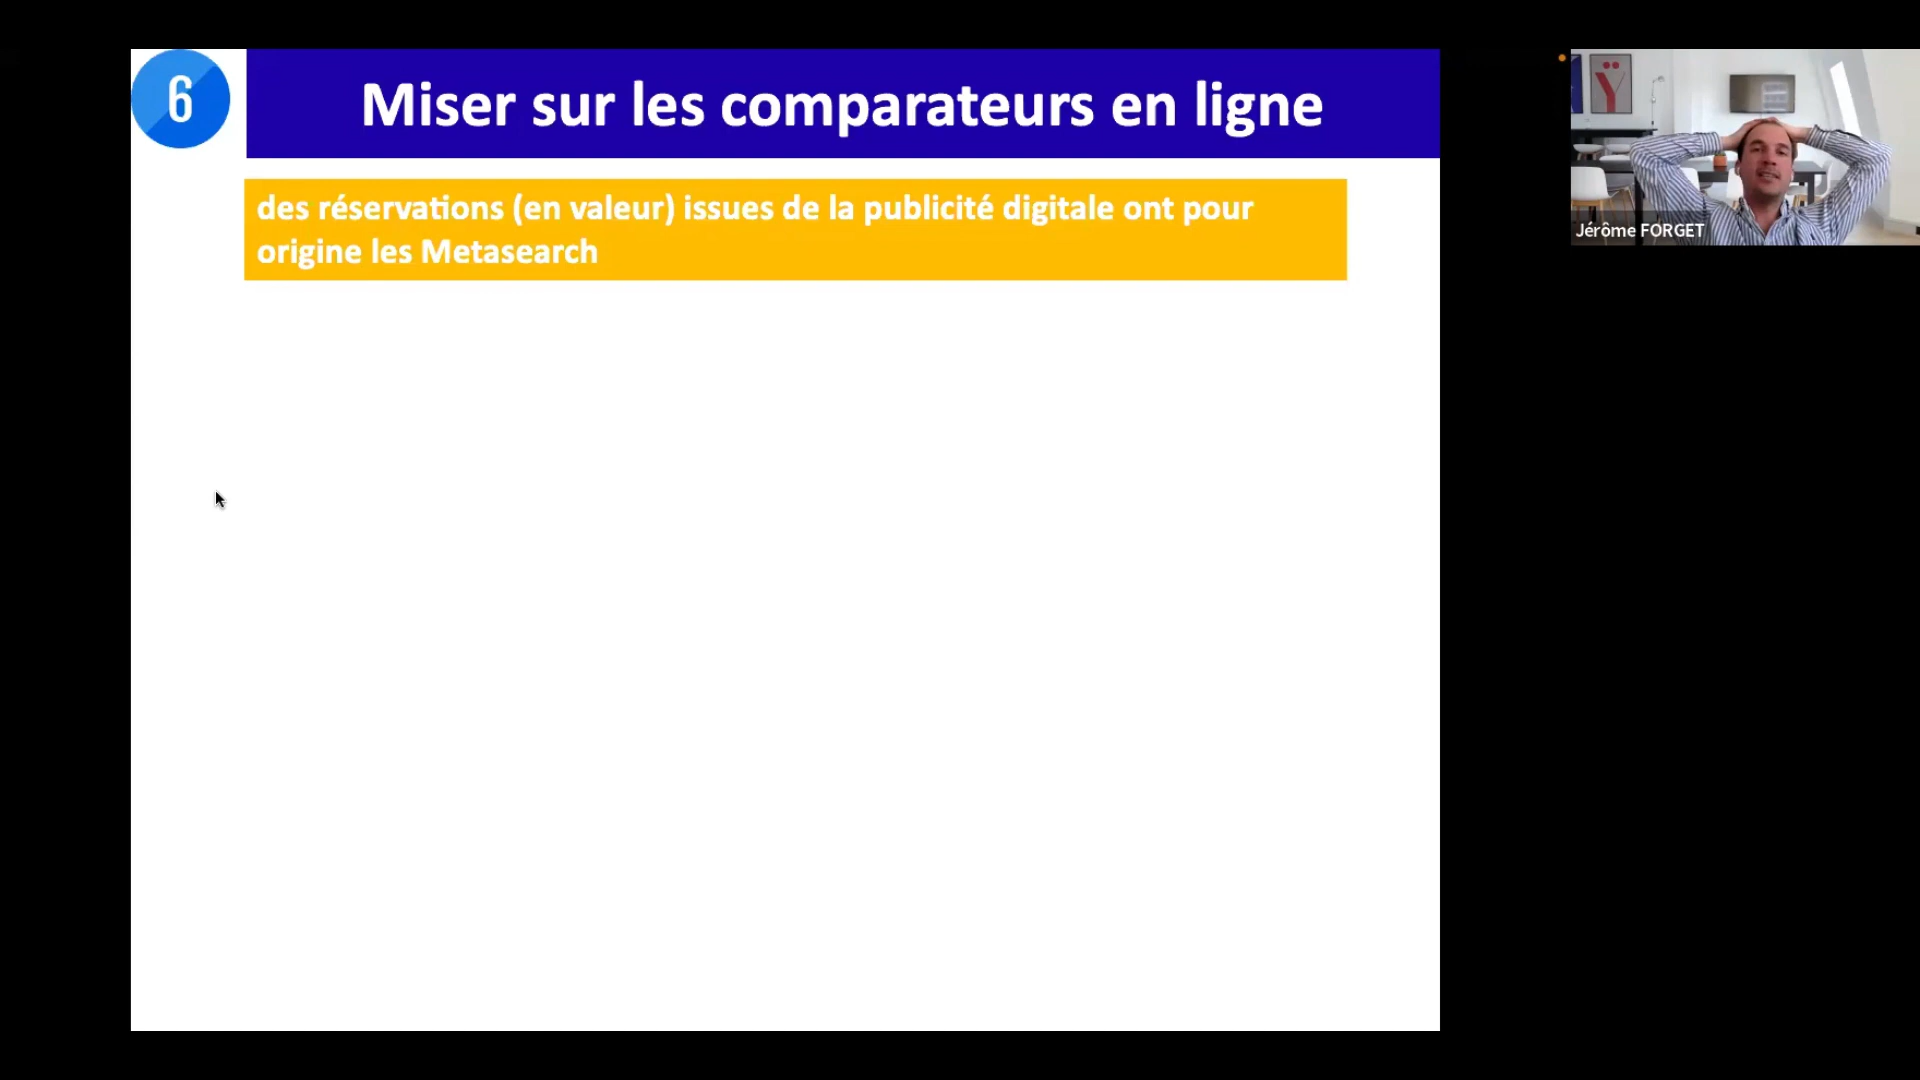 6
Miser sur les comparateurs en ligne
des réservations (en valeur) issues de la publicité digitale ont pour
origine les Metasearch
Ÿ
Jérôme FORGET